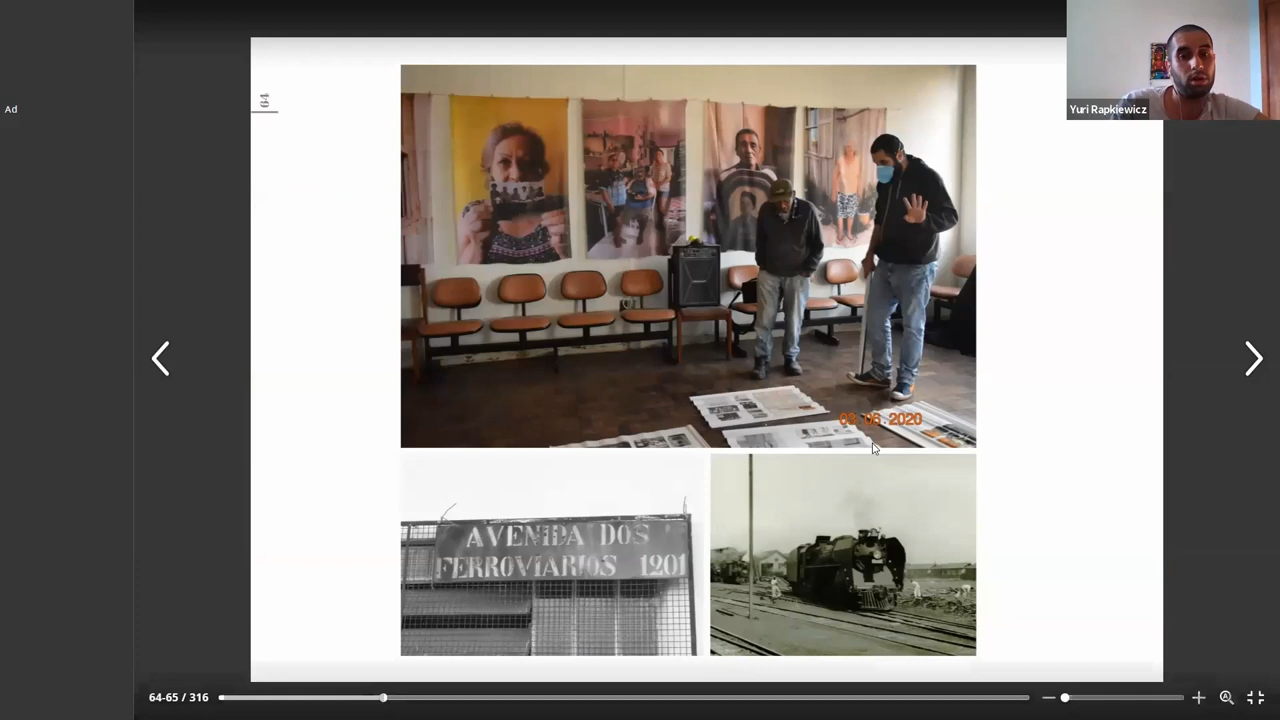 Ad
64
Yuri Rapkiewicz
09.06.2020
AVENIDA DOS
FERROVIARIOS 1201
64-65 / 316